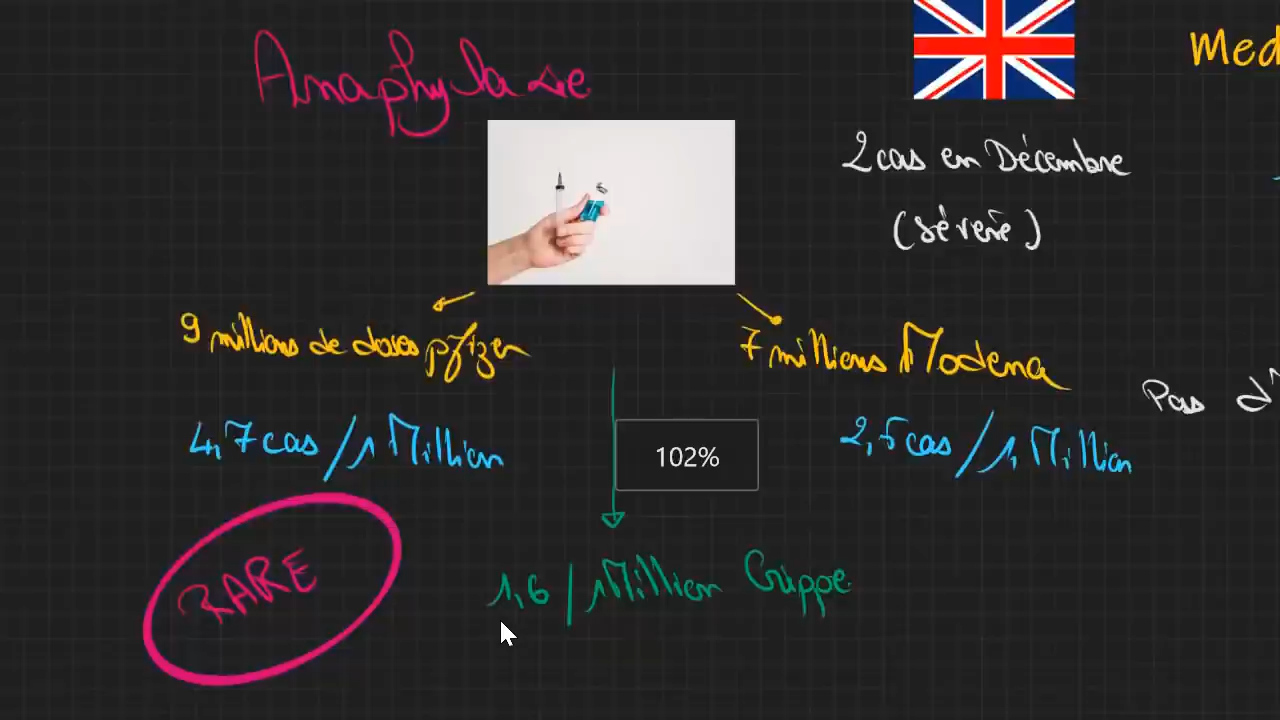 Anaphylaxie
Med
2 cas en Décembre
(sévère)
9 millions de doses pfizer
7 millions Moderna
Pas d'
4,7 cas / 1 Million
2,5 cas / 1 Million
102%
RARE
1,6 / 1 Million Grippe